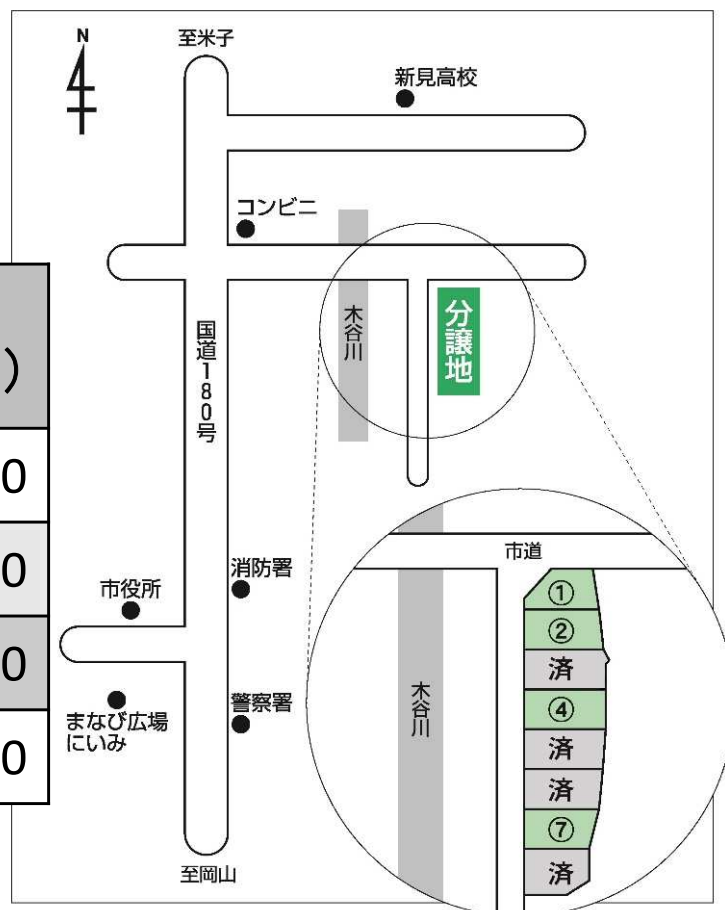 N
至米子
新見高校
コンビニ
木谷川
分譲地
国道180号
)
0
0
0
0
消防署
市役所
警察署
まなび広場
にいみ
至岡山
市道
木谷川
①
②
済
④
済
済
⑦
済